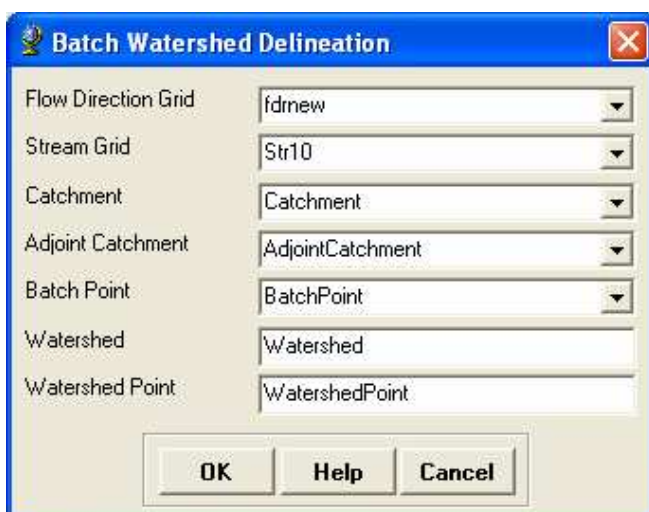 Batch Watershed Delineation
Flow Direction Grid fdrnew
Stream Grid Str10
Catchment Catchment
Adjoint Catchment AdjointCatchment
Batch Point BatchPoint
Watershed Watershed
Watershed Point WatershedPoint
OK Help Cancel